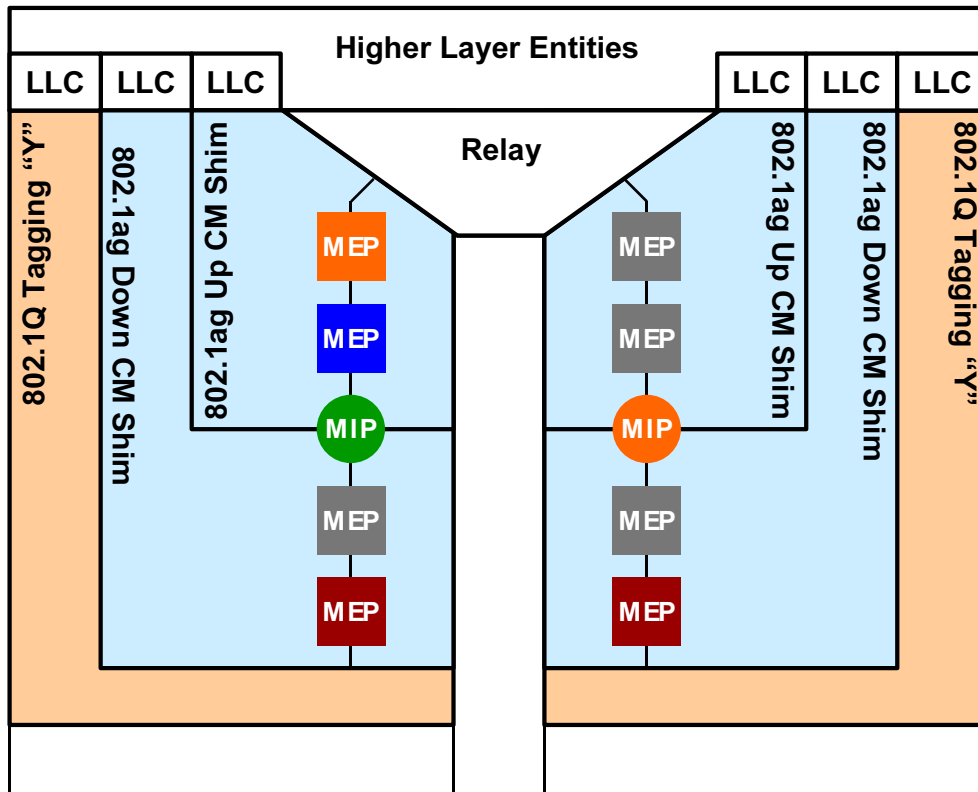 Higher Layer Entities
LLC
LLC
LLC
LLC
LLC
LLC
Relay
802.1Q Tagging “Y”
802.1ag Down CM Shim
802.1ag Up CM Shim
802.1ag Up CM Shim
802.1ag Down CM Shim
802.1Q Tagging “Y”
MEP
MEP
MEP
MEP
MIP
MIP
MEP
MEP
MEP
MEP